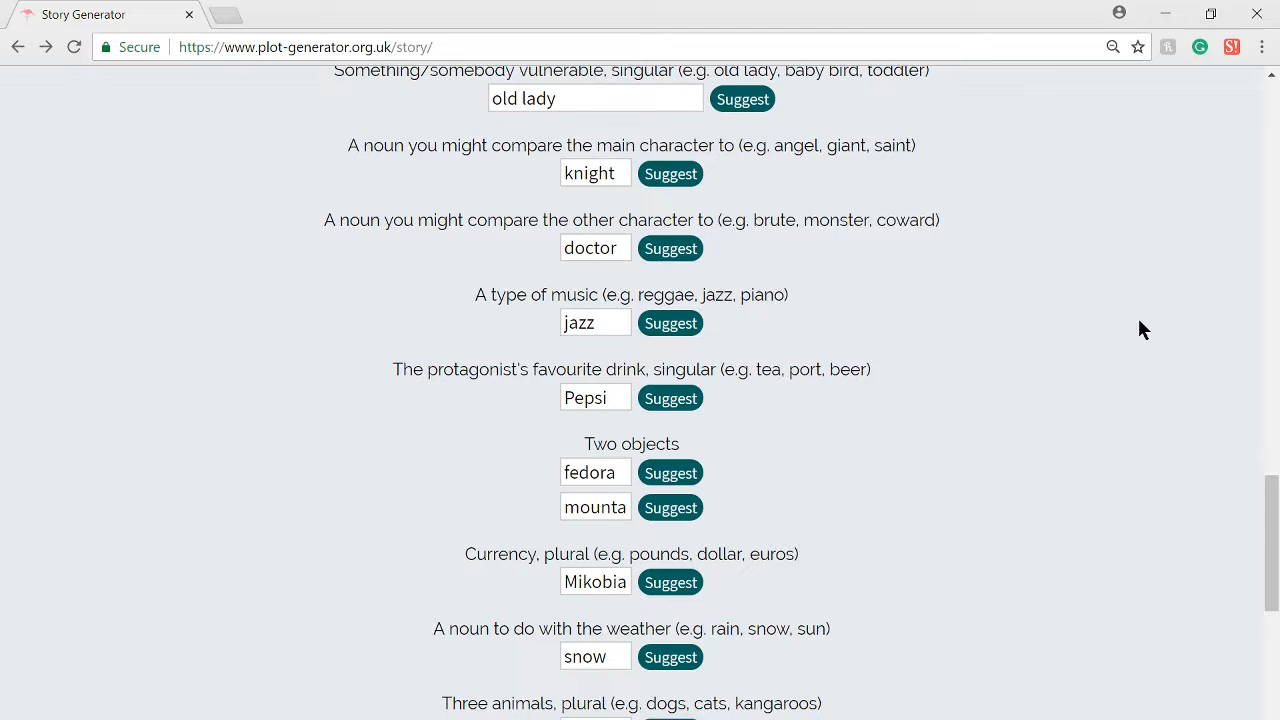 Story Generator
Secure
https://www.plot-generator.org.uk/story/
Something/somebody vulnerable, singular (e.g. old lady, baby bird, toddler)
old lady Suggest
A noun you might compare the main character to (e.g. angel, giant, saint)
knight Suggest
A noun you might compare the other character to (e.g. brute, monster, coward)
doctor Suggest
A type of music (e.g. reggae, jazz, piano)
jazz Suggest
The protagonist's favourite drink, singular (e.g. tea, port, beer)
Pepsi Suggest
Two objects
fedora Suggest
mounta Suggest
Currency, plural (e.g. pounds, dollar, euros)
Mikobia Suggest
A noun to do with the weather (e.g. rain, snow, sun)
snow Suggest
Three animals, plural (e.g. dogs, cats, kangaroos)